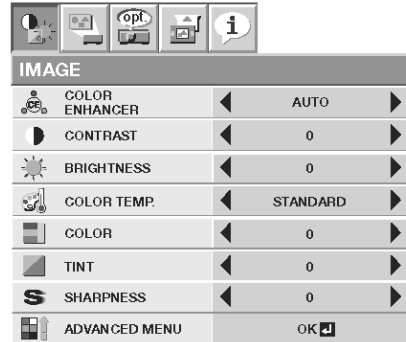 opt.
i
IMAGE
CE
COLOR
ENHANCER
AUTO
CONTRAST
0
BRIGHTNESS
0
COLOR TEMP.
STANDARD
COLOR
0
TINT
0
S SHARPNESS
0
ADVANCED MENU
OK